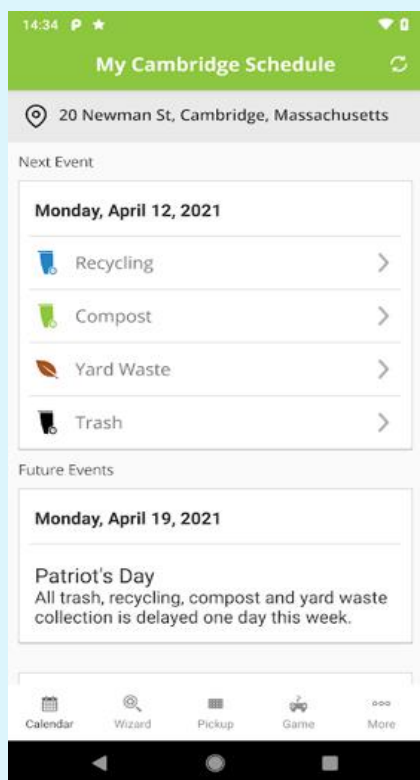 14:34
My Cambridge Schedule
20 Newman St, Cambridge, Massachusetts
Next Event
Monday, April 12, 2021
Recycling
Compost
Yard Waste
Trash
Future Events
Monday, April 19, 2021
Patriot's Day
All trash, recycling, compost and yard waste
collection is delayed one day this week.
Calendar Wizard Pickup Game More